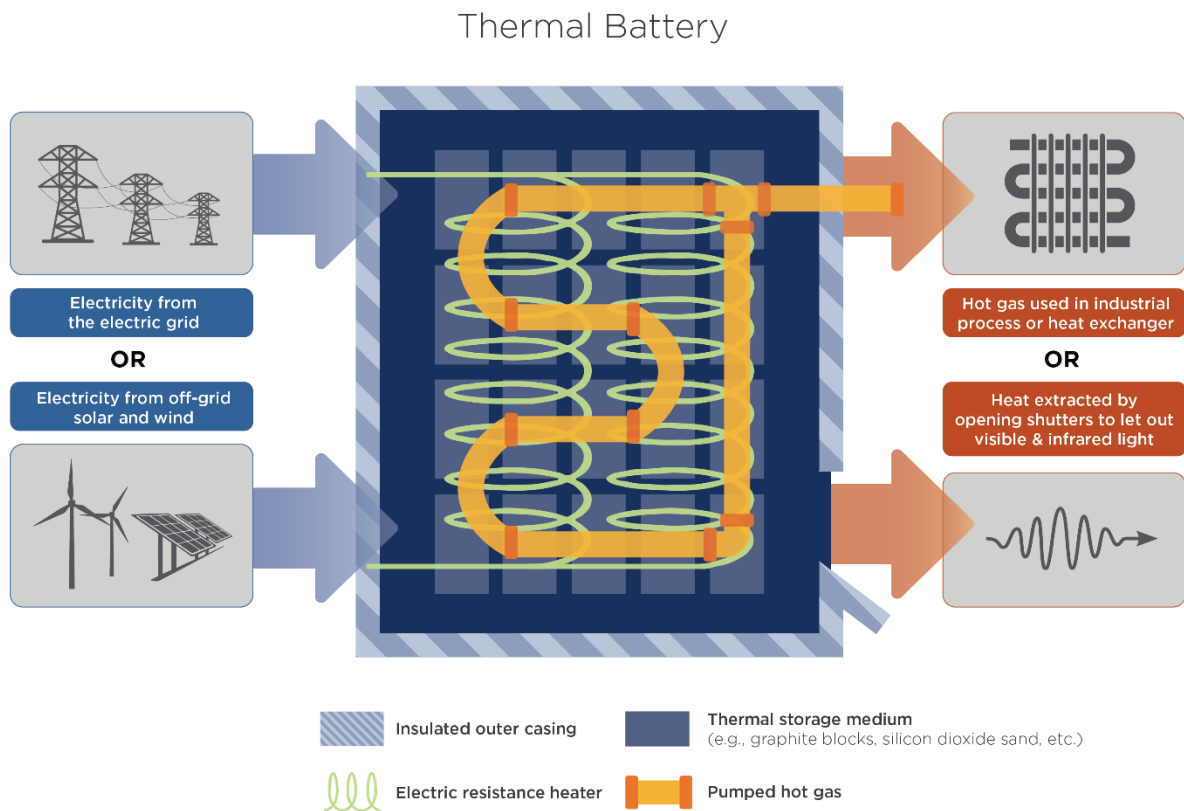 Thermal Battery
Electricity from
the electric grid
OR
Electricity from off-grid
solar and wind
Hot gas used in industrial
process or heat exchanger
OR
Heat extracted by
opening shutters to let out
visible & infrared light
Insulated outer casing
Thermal storage medium
(e.g., graphite blocks, silicon dioxide sand, etc.)
Electric resistance heater
Pumped hot gas